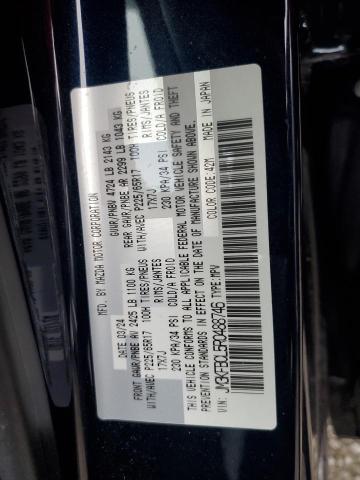 MFD. BY MAZDA MOTOR CORPORATION
DATE 03/24 GVWR/PNBV 4724 LB 2143 KG
FRONT GAWR/PNBE AV 2425 LB 1100 KG REAR GAWR/PNBE AR 2299 LB 1043 KG
WITH/AVEC P225/65R17 100H TIRES/PNEUS WITH/AVEC P225/65R17 100H TIRES/PNEUS
17X7J RIMS/JANTES 17X7J RIMS/JANTES
230 KPA/34 PSI COLD/A FROID 230 KPA/34 PSI COLD/A FROID
THIS VEHICLE CONFORMS TO ALL APPLICABLE FEDERAL MOTOR VEHICLE SAFETY AND THEFT
PREVENTION STANDARDS IN EFFECT ON THE DATE OF MANUFACTURE SHOWN ABOVE.
COLOR CODE:42M MADE IN JAPAN
VIN: TYPE:MPV